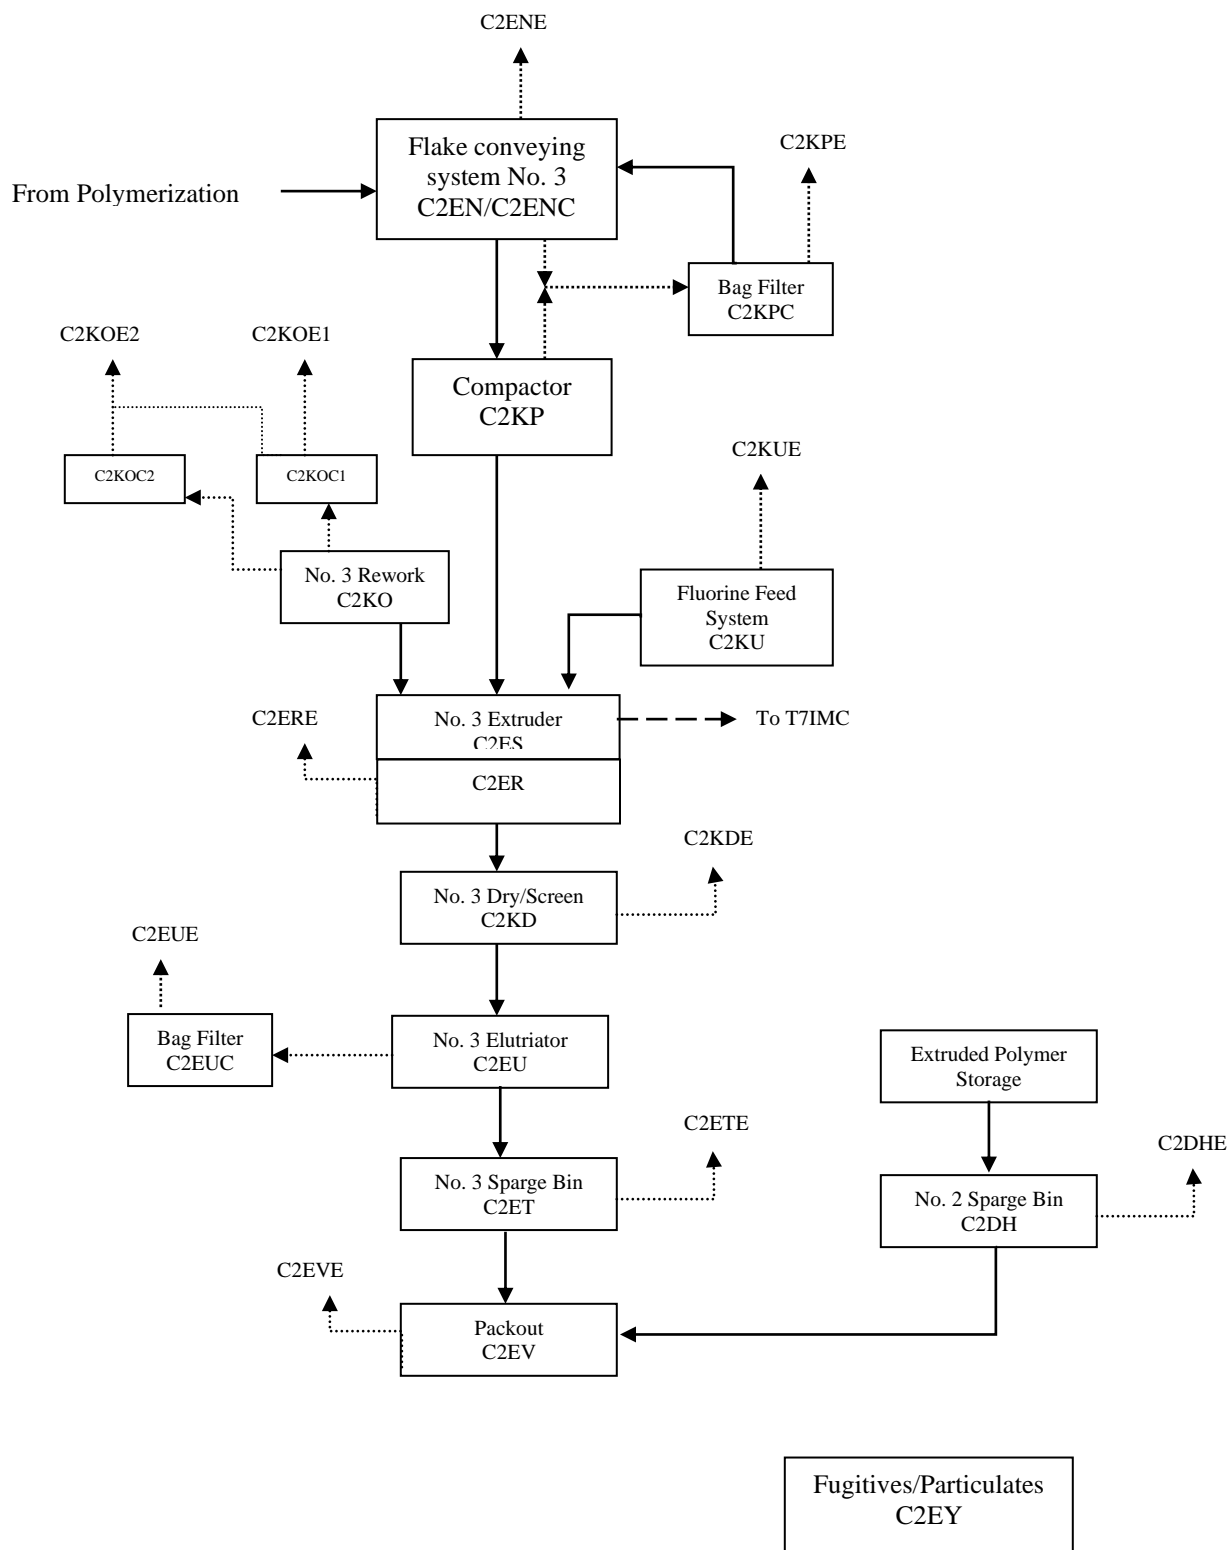 C2ENE
Flake conveying
system No. 3
C2EN/C2ENC
C2KPE
From Polymerization
Bag Filter
C2KPC
C2KOE2
C2KOE1
Compactor
C2KP
C2KUE
C2KOC2
C2KOC1
No. 3 Rework
C2KO
Fluorine Feed
System
C2KU
C2ERE
No. 3 Extruder
C2ES
To T7IMC
C2ER
C2KDE
No. 3 Dry/Screen
C2KD
C2EUE
Bag Filter
C2EUC
No. 3 Elutriator
C2EU
Extruded Polymer
Storage
C2ETE
C2DHE
No. 3 Sparge Bin
C2ET
No. 2 Sparge Bin
C2DH
C2EVE
Packout
C2EV
Fugitives/Particulates
C2EY